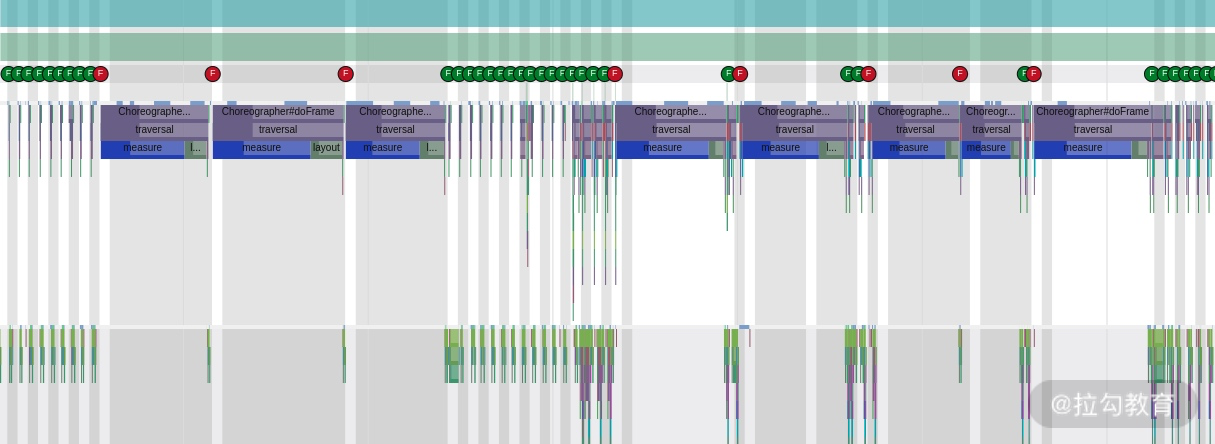 F F F F F F F F F F F F F F F F F F F F F F F F F F F F F F F F F F F F F F F F F F F F F
Choreographe... Choreographer#doFrame Choreographe... Choreographe... Choreographe... Choreographe... Choreogr... Choreographer#doFrame
traversal traversal traversal traversal traversal traversal traversal traversal
measure l... measure layout measure l... measure measure l... measure measure measure
@拉勾教育